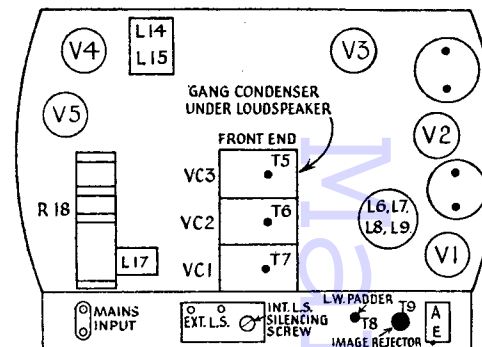 L14
L15
V4
V3
V5
GANG CONDENSER
UNDER LOUDSPEAKER
V2
FRONT END
T5
VC3
R 18
T6
VC2
L6, L7,
L8, L9.
L17
VC1
T7
V1
MAINS
INPUT
EXT. L.S.
INT. L.S.
SILENCING
SCREW
L.W. PADDER
T8
T9
IMAGE REJECTOR
A
E
Ma